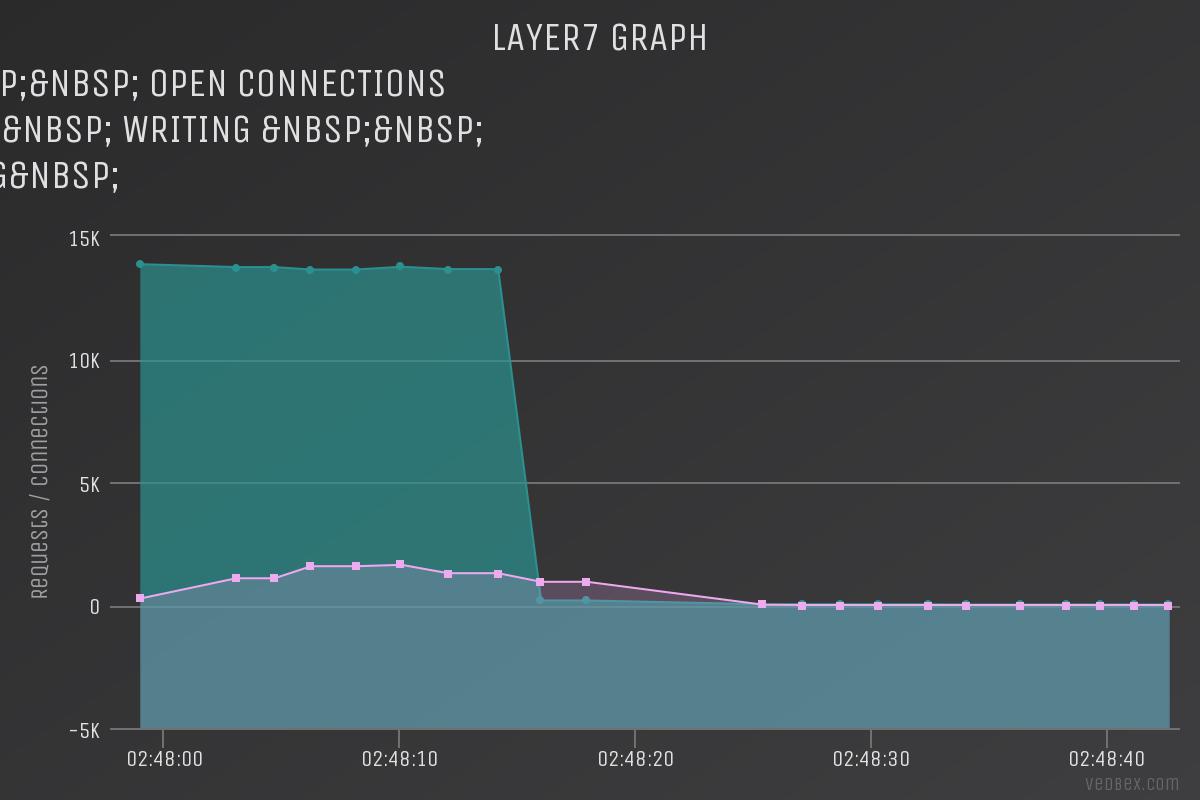 LAYER7 GRAPH
P;&NBSP; OPEN CONNECTIONS
&NBSP; WRITING &NBSP;&NBSP;
G&NBSP;
15K
10K
5K
0
-5K
Requests / connections
02:48:00 02:48:10 02:48:20 02:48:30 02:48:40
vedbex.com